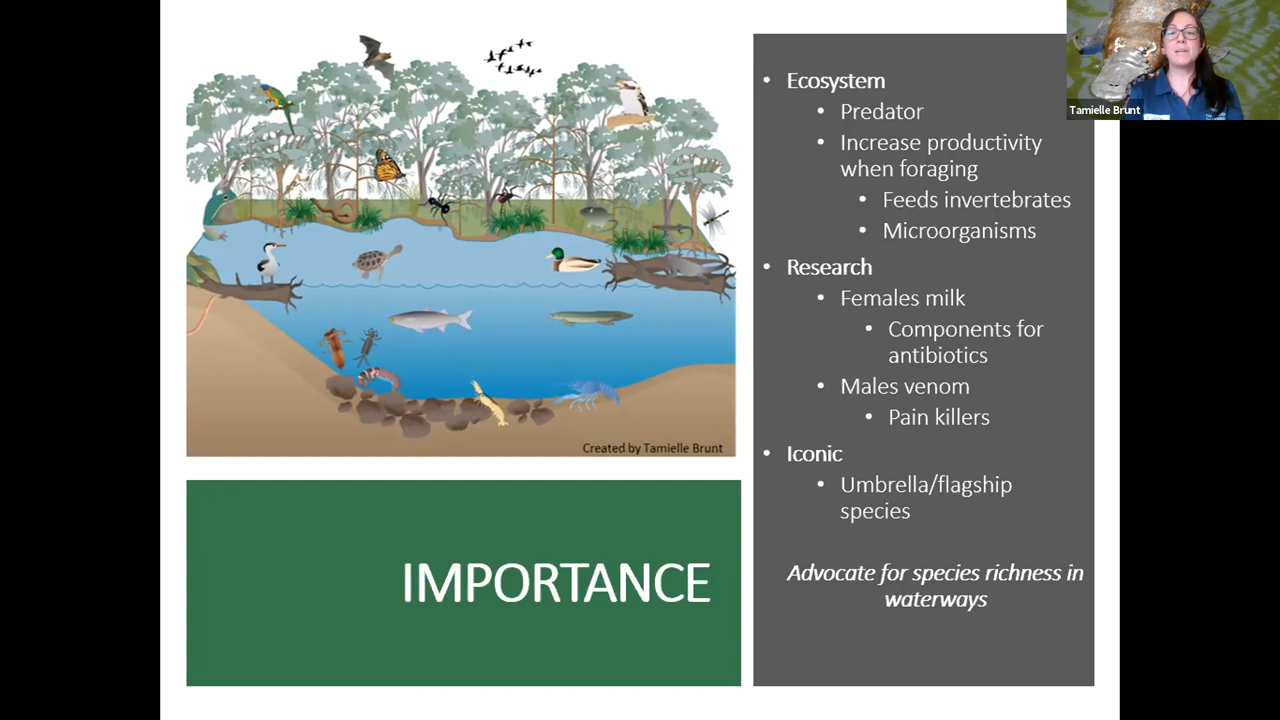 Tamielle Brunt
• Ecosystem
• Predator
• Increase productivity
when foraging
• Feeds invertebrates
• Microorganisms
• Research
• Females milk
• Components for
antibiotics
• Males venom
• Pain killers
• Iconic
• Umbrella/flagship
species
Advocate for species richness in
waterways
Created by Tamielle Brunt
IMPORTANCE